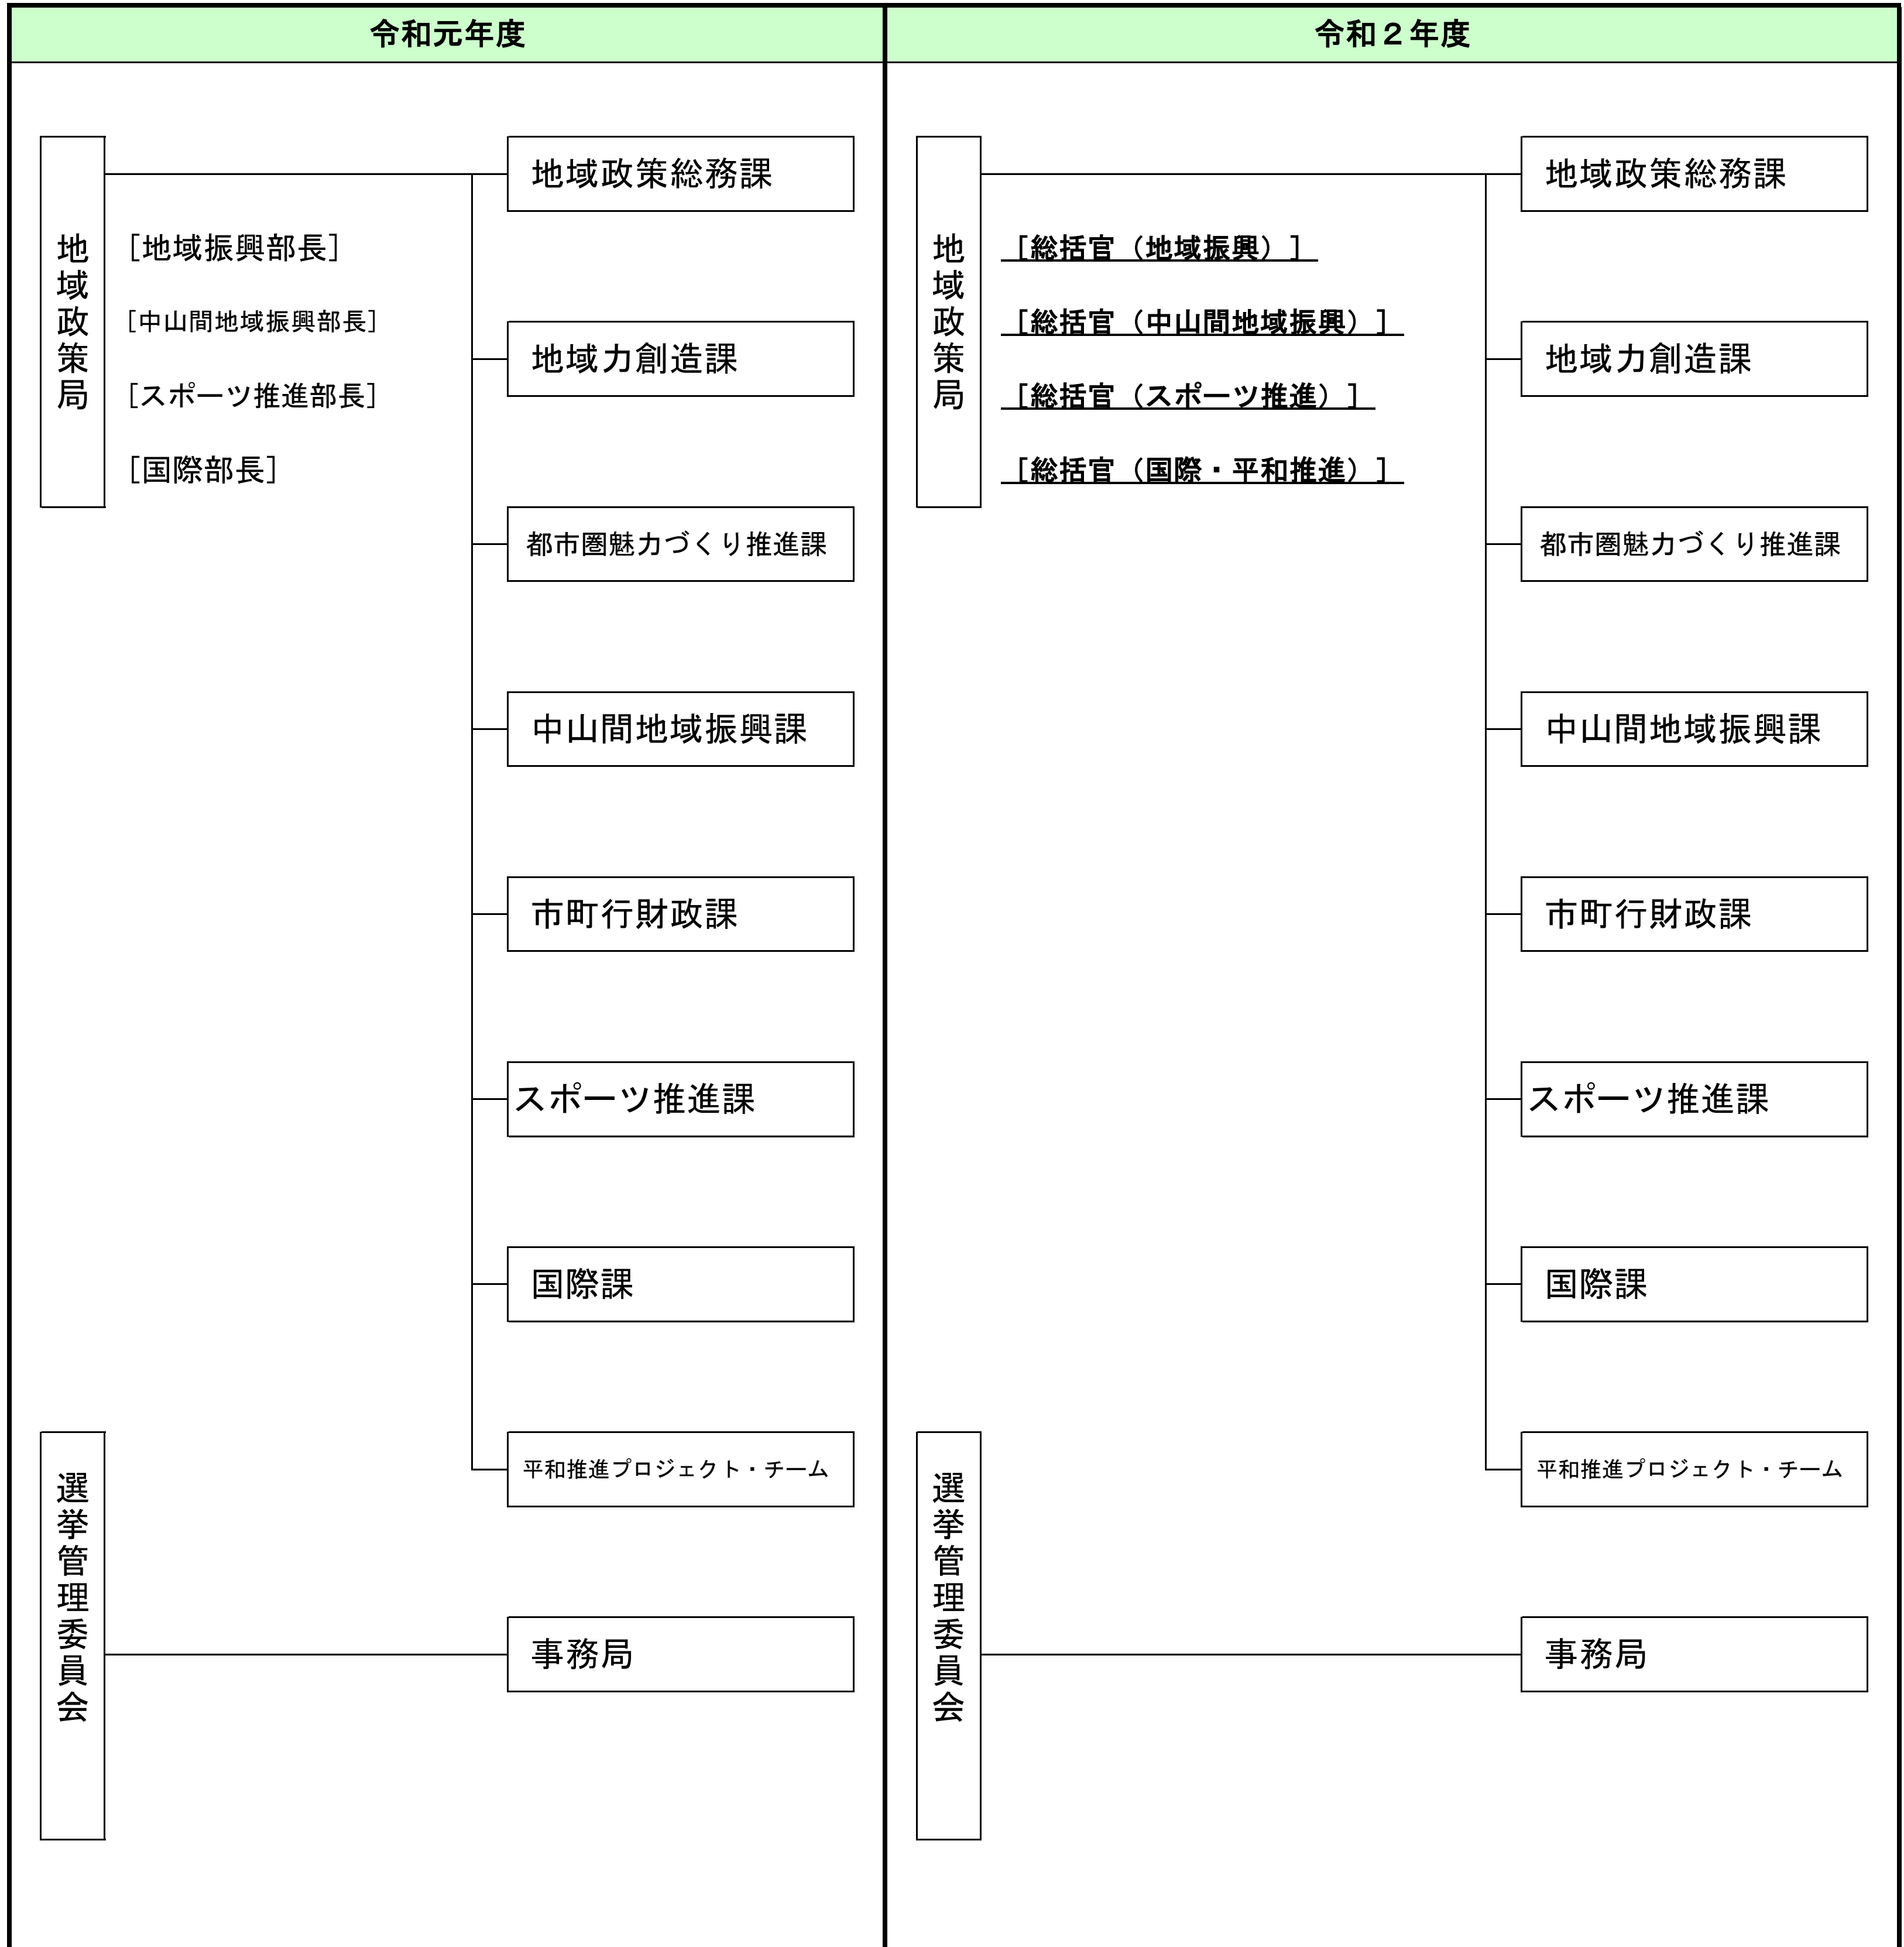 令和元年度
地域政策局
［地域振興部長］
［中山間地域振興部長］
［スポーツ推進部長］
［国際部長］
地域政策総務課
地域力創造課
都市圏魅力づくり推進課
中山間地域振興課
市町行財政課
スポーツ推進課
国際課
平和推進プロジェクト・チーム
選挙管理委員会
事務局
令和２年度
地域政策局
［総括官（地域振興）］
［総括官（中山間地域振興）］
［総括官（スポーツ推進）］
［総括官（国際・平和推進）］
地域政策総務課
地域力創造課
都市圏魅力づくり推進課
中山間地域振興課
市町行財政課
スポーツ推進課
国際課
平和推進プロジェクト・チーム
選挙管理委員会
事務局